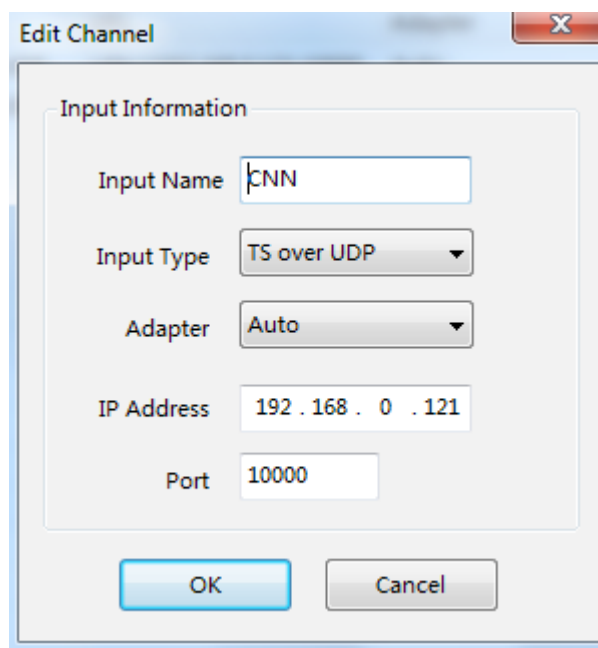 Edit Channel
Input Information
Input Name CNN
Input Type TS over UDP
Adapter Auto
IP Address 192 . 168 . 0 . 121
Port 10000
OK Cancel